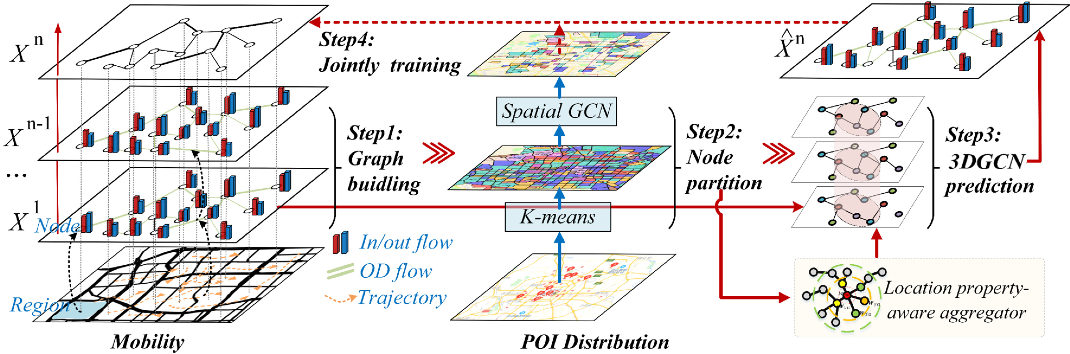 X^n
X^{n-1}
...
X^1
Node
Region
Mobility
In/out flow
OD flow
Trajectory
Step1:
Graph
buidling
Step4:
Jointly training
Spatial GCN
K-means
POI Distribution
Step2:
Node
partition
X̂^n
Step3:
3DGCN
prediction
Location property-
aware aggregator